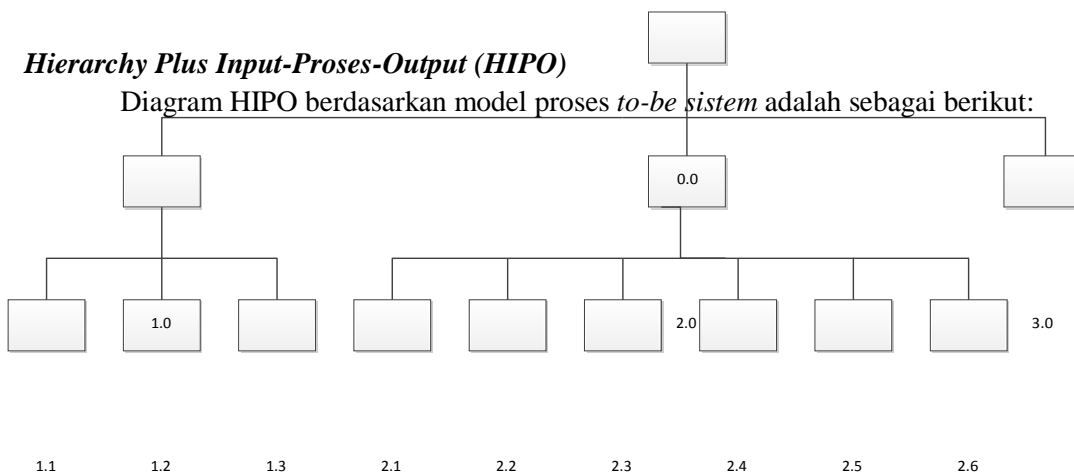 Hierarchy Plus Input-Proses-Output (HIPO)
Diagram HIPO berdasarkan model proses to-be sistem adalah sebagai berikut:
0.0
1.0 2.0 3.0
1.1 1.2 1.3 2.1 2.2 2.3 2.4 2.5 2.6